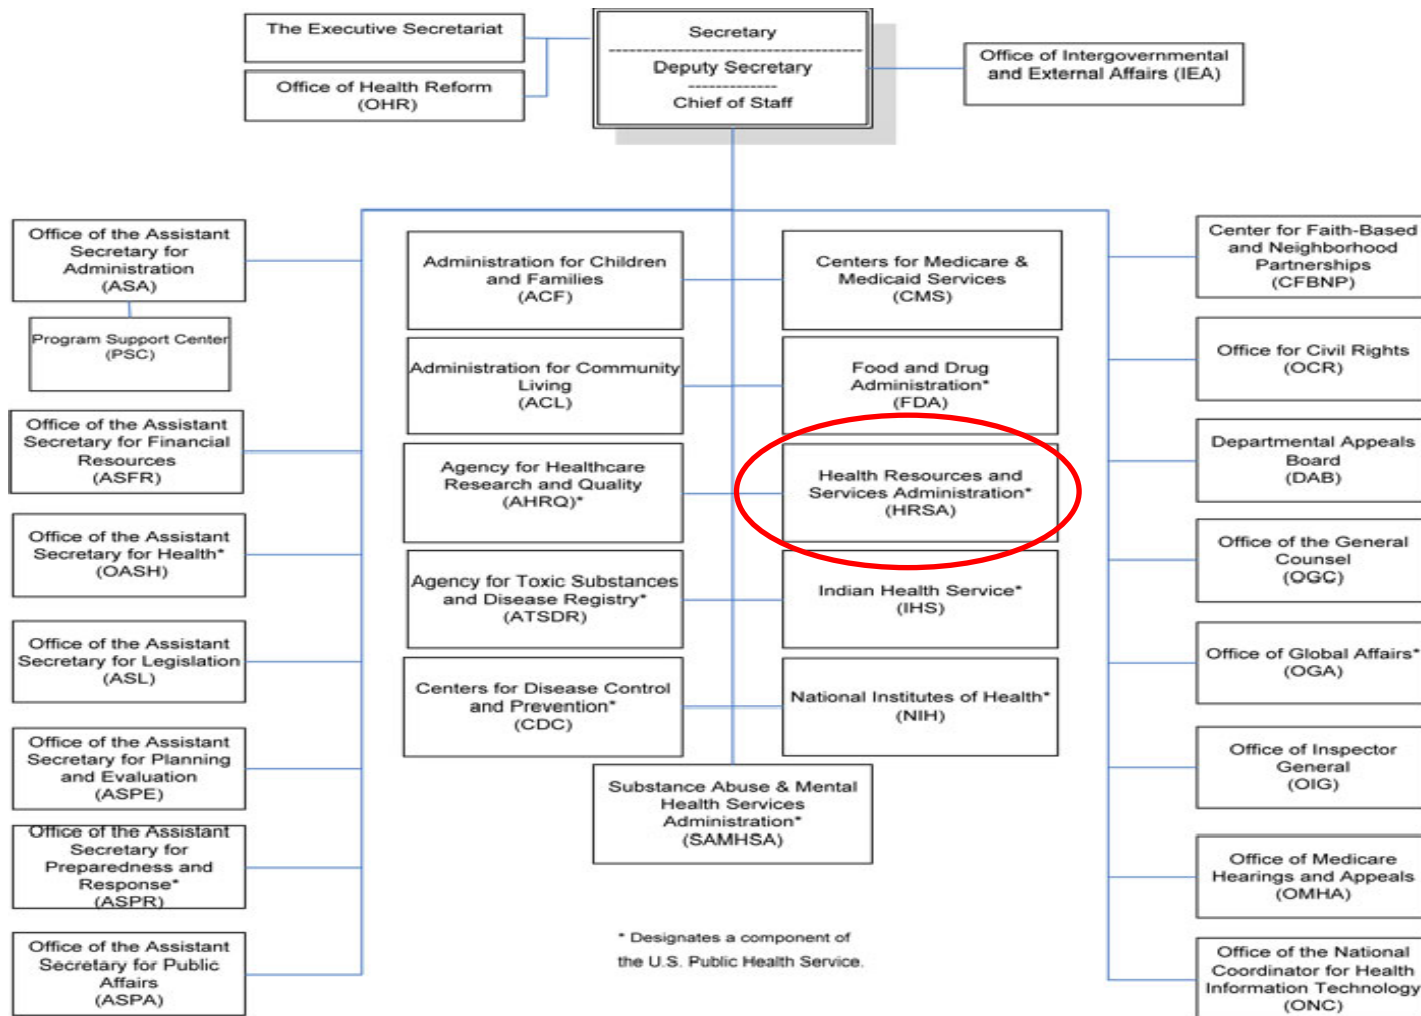 The Executive Secretariat
Office of Health Reform
(OHR)
Secretary
Deputy Secretary
Chief of Staff
Office of Intergovernmental
and External Affairs (IEA)
Office of the Assistant
Secretary for
Administration
(ASA)
Program Support Center
(PSC)
Office of the Assistant
Secretary for Financial
Resources
(ASFR)
Office of the Assistant
Secretary for Health*
(OASH)
Office of the Assistant
Secretary for Legislation
(ASL)
Office of the Assistant
Secretary for Planning
and Evaluation
(ASPE)
Office of the Assistant
Secretary for
Preparedness and
Response*
(ASPR)
Office of the Assistant
Secretary for Public
Affairs
(ASPA)
Administration for Children
and Families
(ACF)
Administration for Community
Living
(ACL)
Agency for Healthcare
Research and Quality
(AHRQ)*
Agency for Toxic Substances
and Disease Registry*
(ATSDR)
Centers for Disease Control
and Prevention*
(CDC)
Centers for Medicare &
Medicaid Services
(CMS)
Food and Drug
Administration*
(FDA)
Health Resources and
Services Administration*
(HRSA)
Indian Health Service*
(IHS)
National Institutes of Health*
(NIH)
Substance Abuse & Mental
Health Services
Administration*
(SAMHSA)
* Designates a component of
the U.S. Public Health Service.
Center for Faith-Based
and Neighborhood
Partnerships
(CFBNP)
Office for Civil Rights
(OCR)
Departmental Appeals
Board
(DAB)
Office of the General
Counsel
(OGC)
Office of Global Affairs*
(OGA)
Office of Inspector
General
(OIG)
Office of Medicare
Hearings and Appeals
(OMHA)
Office of the National
Coordinator for Health
Information Technology
(ONC)